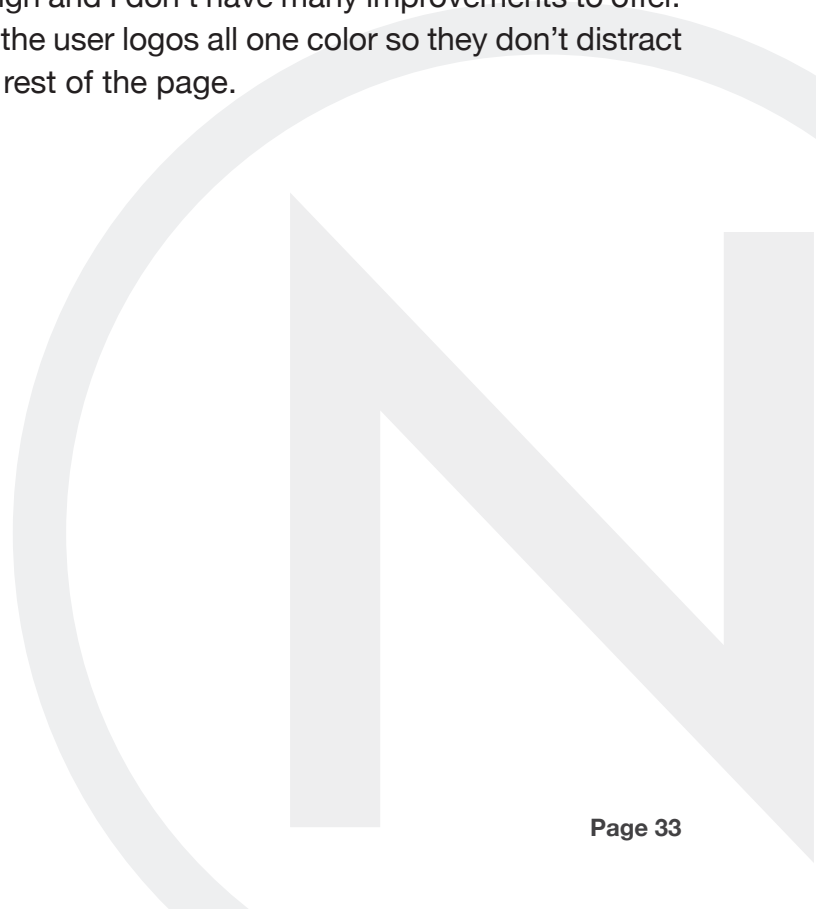 ign and I don’t have many improvements to offer.
the user logos all one color so they don’t distract
rest of the page.
N
Page 33